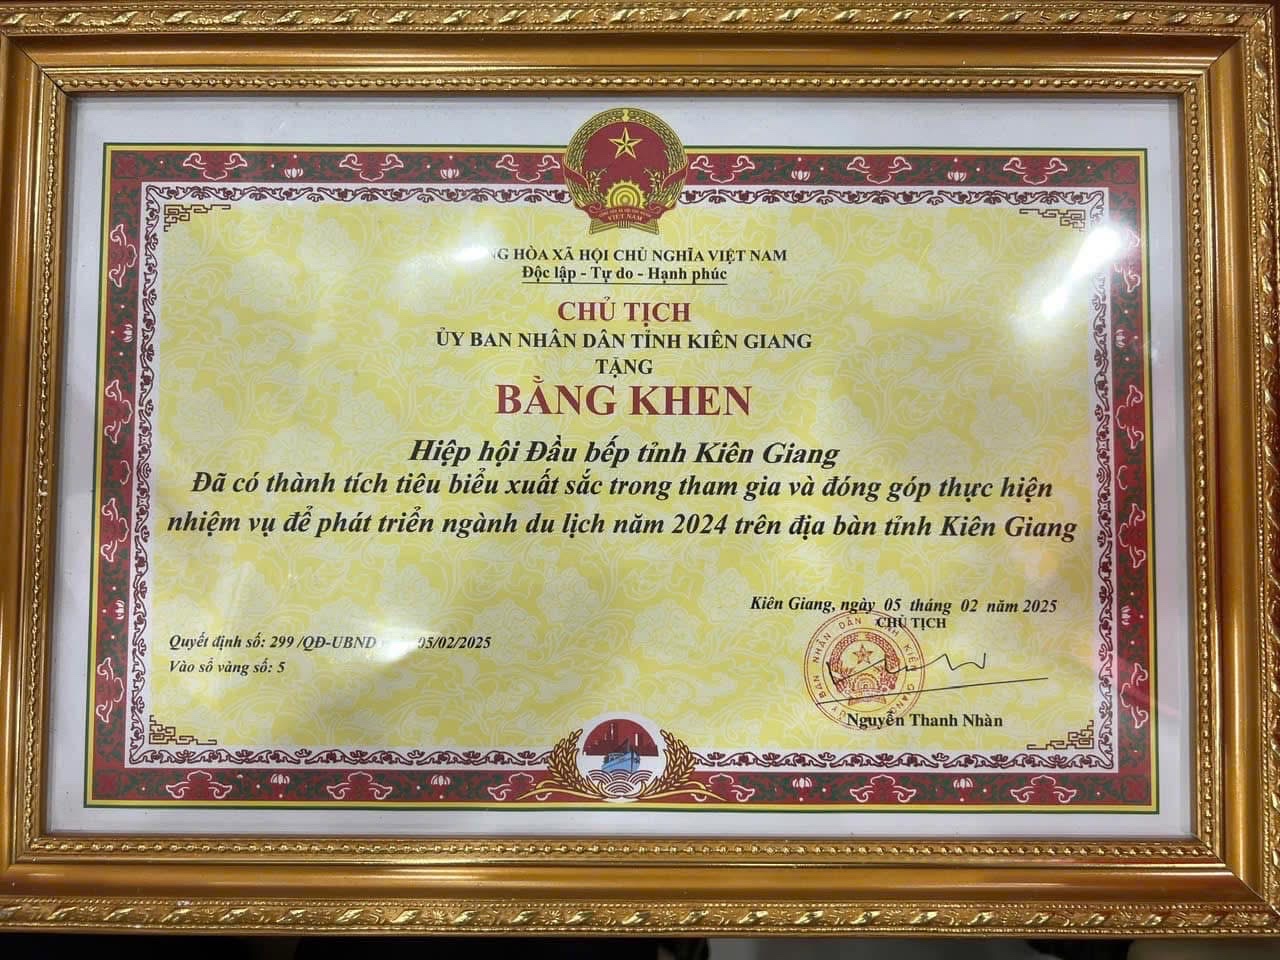 HÒA XÃ HỘI CHỦ NGHĨA VIỆT NAM
Độc lập - Tự do - Hạnh phúc
CHỦ TỊCH
ỦY BAN NHÂN DÂN TỈNH KIÊN GIANG
TẶNG
BẰNG KHEN
Hiệp hội Đầu bếp tỉnh Kiên Giang
Đã có thành tích tiêu biểu xuất sắc trong tham gia và đóng góp thực hiện
nhiệm vụ để phát triển ngành du lịch năm 2024 trên địa bàn tỉnh Kiên Giang
Kiên Giang, ngày 05 tháng 02 năm 2025
CHỦ TỊCH
Quyết định số: 299 /QĐ-UBND 05/02/2025
Vào sổ vàng số: 5
Nguyễn Thanh Nhàn
VIỆT NAM